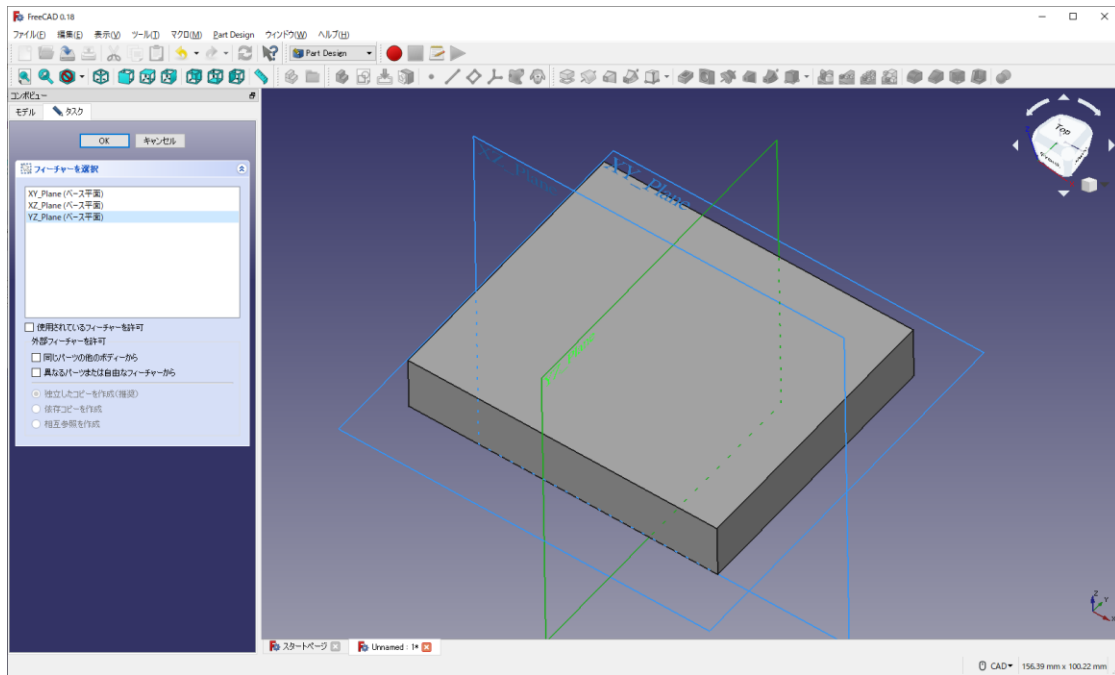 FreeCAD 0.18
ファイル(F) 編集(E) 表示(V) ツール(T) マクロ(M) Part Design ウィンドウ(W) ヘルプ(H)
Part Design
コンボビュー
モデル タスク
OK キャンセル
フィーチャーを選択
XY_Plane (ベース平面)
XZ_Plane (ベース平面)
YZ_Plane (ベース平面)
使用されているフィーチャーを許可
外部フィーチャーを許可
同じパーツの他のボディーから
異なるパーツまたは自由なフィーチャーから
独立したコピーを作成(推奨)
依存コピーを作成
相互参照を作成
XZ_Plane
XY_Plane
YZ_Plane
Top
Z
Y
X
スタートページ
Unnamed : 1*
CAD
156.39 mm x 100.22 mm